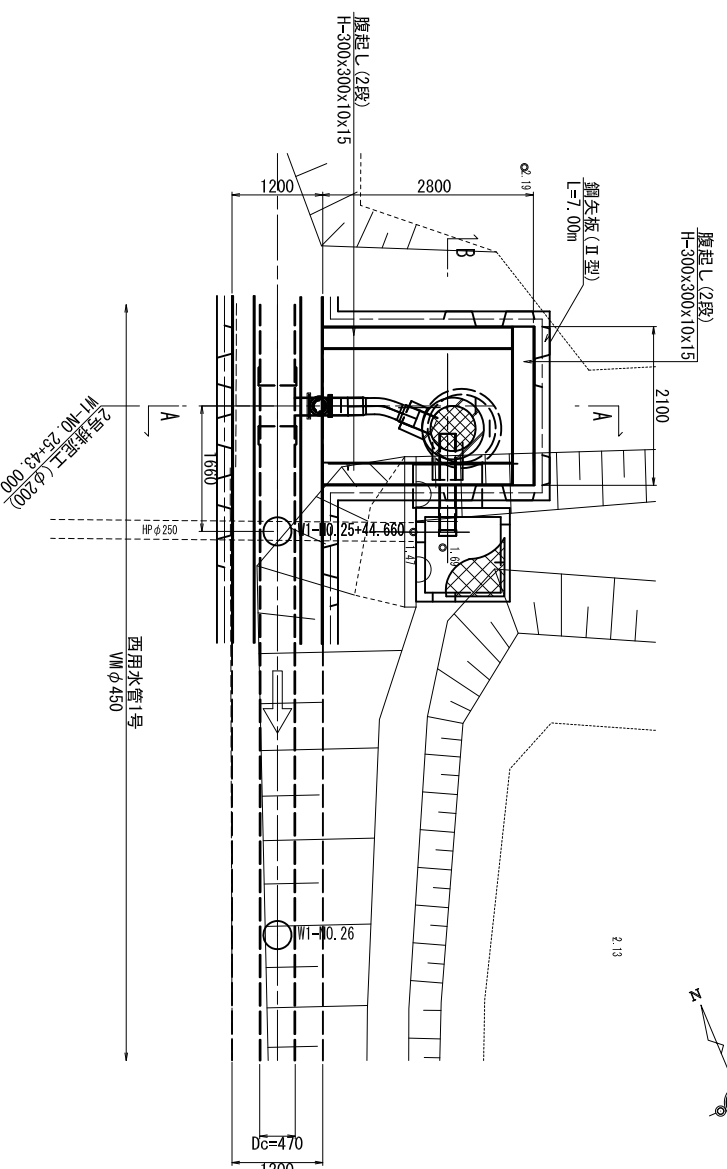 腹起し(2段)
H-300x300x10x15
腹起し(2段)
H-300x300x10x15
鋼矢板(Ⅱ型)
L=7.00m
1200
2800
2.19
B
2100
A
A
1660
2号排泥工(φ200)
W1-NO.25+43.000
HPφ250
W1-NO.25+44.660
1.69
1.47
西用水管1号
VMφ450
W1-NO.26
2.13
N
Dc=470
1200